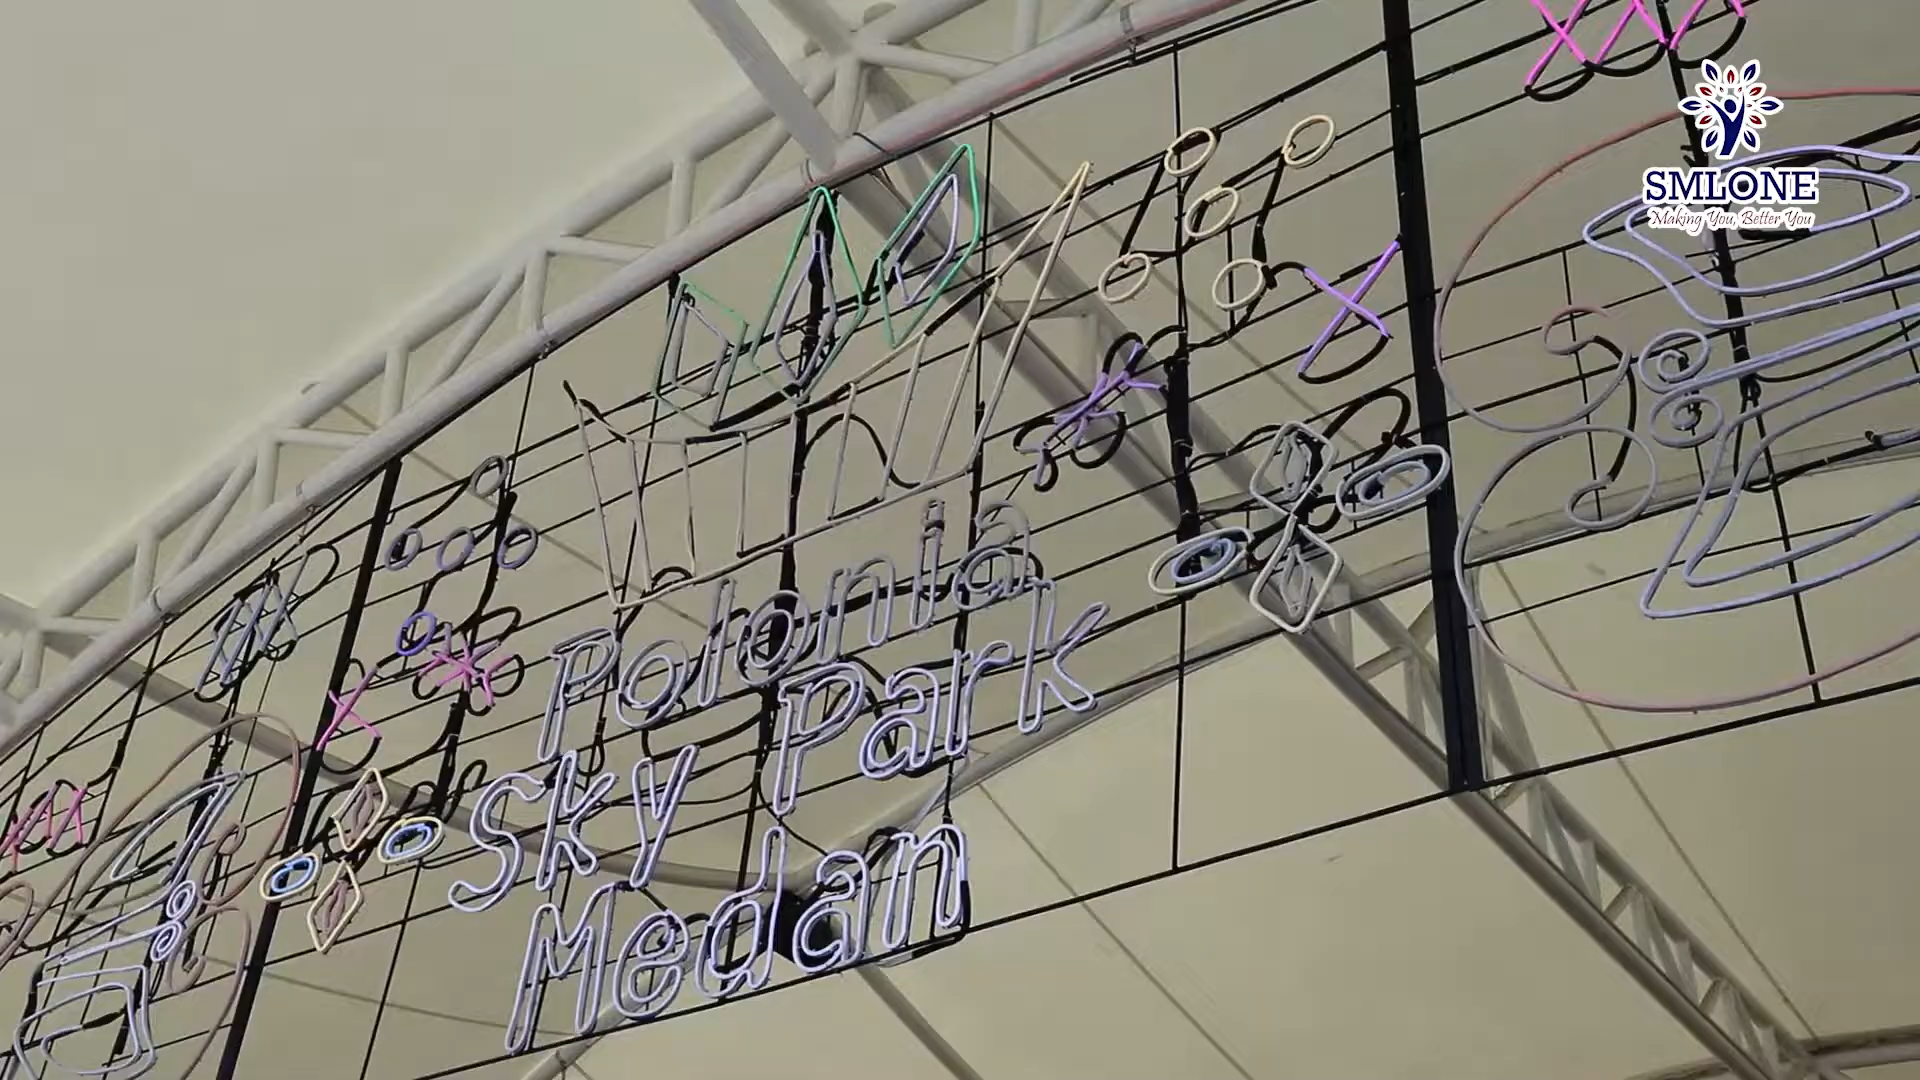 Polonia
Sky Park
Medan
SMLONE
Making You, Better You